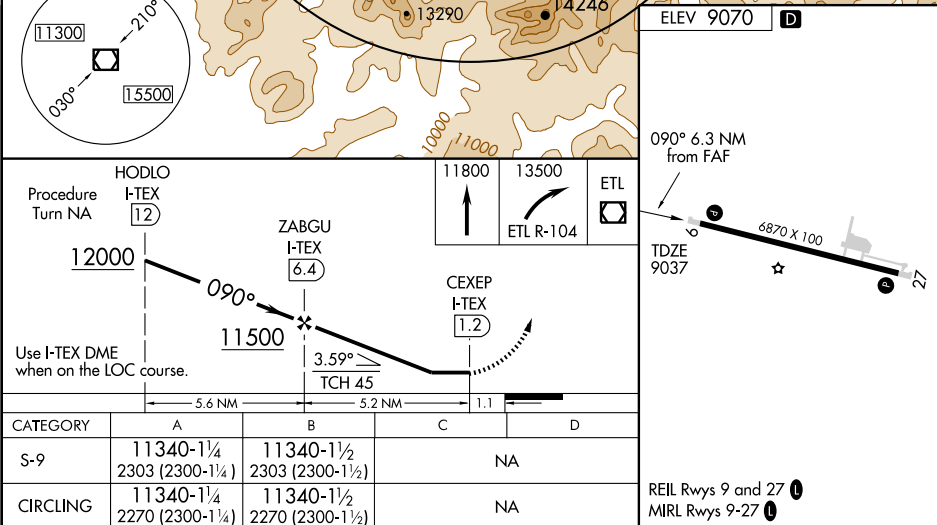 13290
14246
11300
210°
030°
15500
10000
11000
ELEV 9070 D
090° 6.3 NM
from FAF
6870 X 100
9
27
TDZE
9037
P
P
REIL Rwys 9 and 27 L
MIRL Rwys 9-27 L
Procedure
Turn NA
HODLO
I-TEX
12
12000
090°
ZABGU
I-TEX
6.4
11500
3.59°
TCH 45
CEXEP
I-TEX
1.2
11800
13500
ETL R-104
ETL
Use I-TEX DME
when on the LOC course.
5.6 NM
5.2 NM
1.1
CATEGORY A B C D
S-9 11340-1¼ 11340-1½ NA
2303 (2300-1¼) 2303 (2300-1½)
CIRCLING 11340-1¼ 11340-1½ NA
2270 (2300-1¼) 2270 (2300-1½)